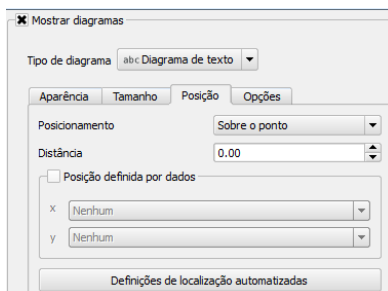 Mostrar diagramas
Tipo de diagrama abc Diagrama de texto
Aparência Tamanho Posição Opções
Posicionamento Sobre o ponto
Distância 0.00
Posição definida por dados
x Nenhum
y Nenhum
Definições de localização automatizadas